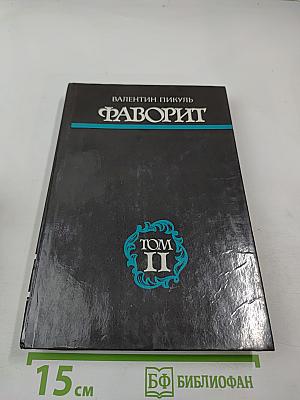 ВАЛЕНТИН ПИКУЛЬ
ФАВОРИТ
ТОМ
II
15 см
БФ БИБЛИОФАН